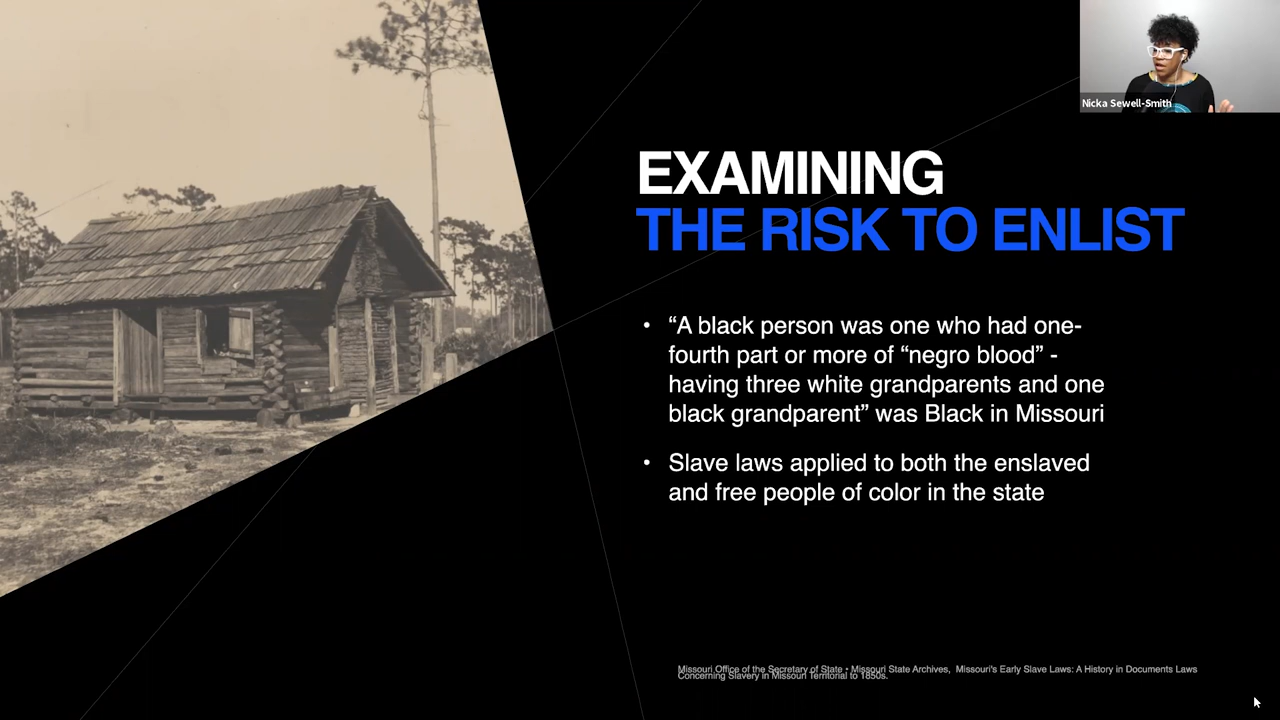 Nicka Sewell-Smith
EXAMINING
THE RISK TO ENLIST
• “A black person was one who had one-
fourth part or more of “negro blood” -
having three white grandparents and one
black grandparent” was Black in Missouri
• Slave laws applied to both the enslaved
and free people of color in the state
Missouri Office of the Secretary of State • Missouri State Archives, Missouri's Early Slave Laws: A History in Documents Laws
Concerning Slavery in Missouri Territorial to 1850s.